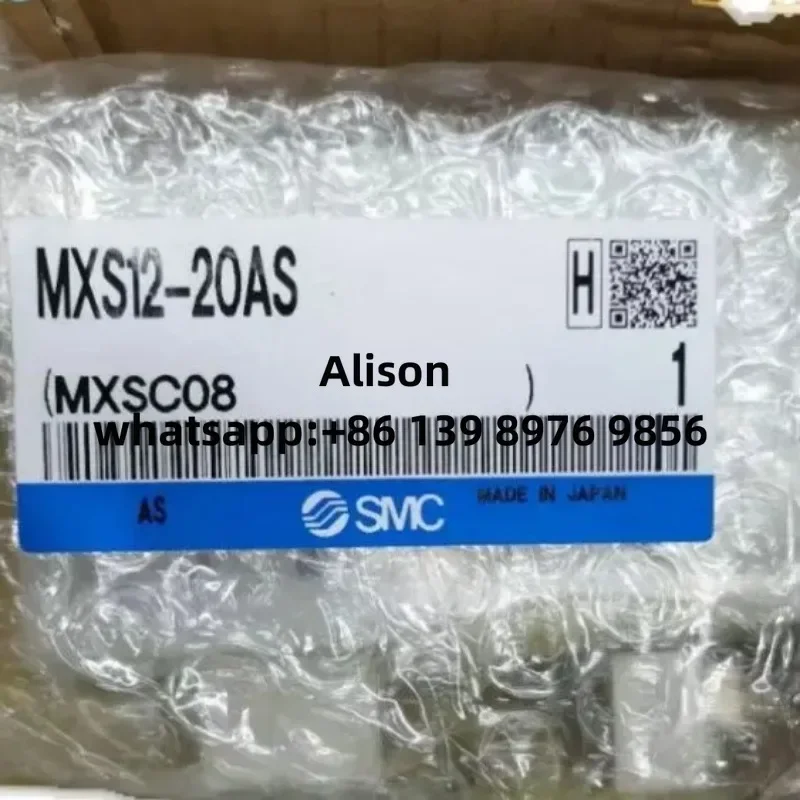 MXS12-20AS
H
Alison
(MXSC08 )
1
whatsapp:+86 139 8976 9856
AS
SMC
MADE IN JAPAN